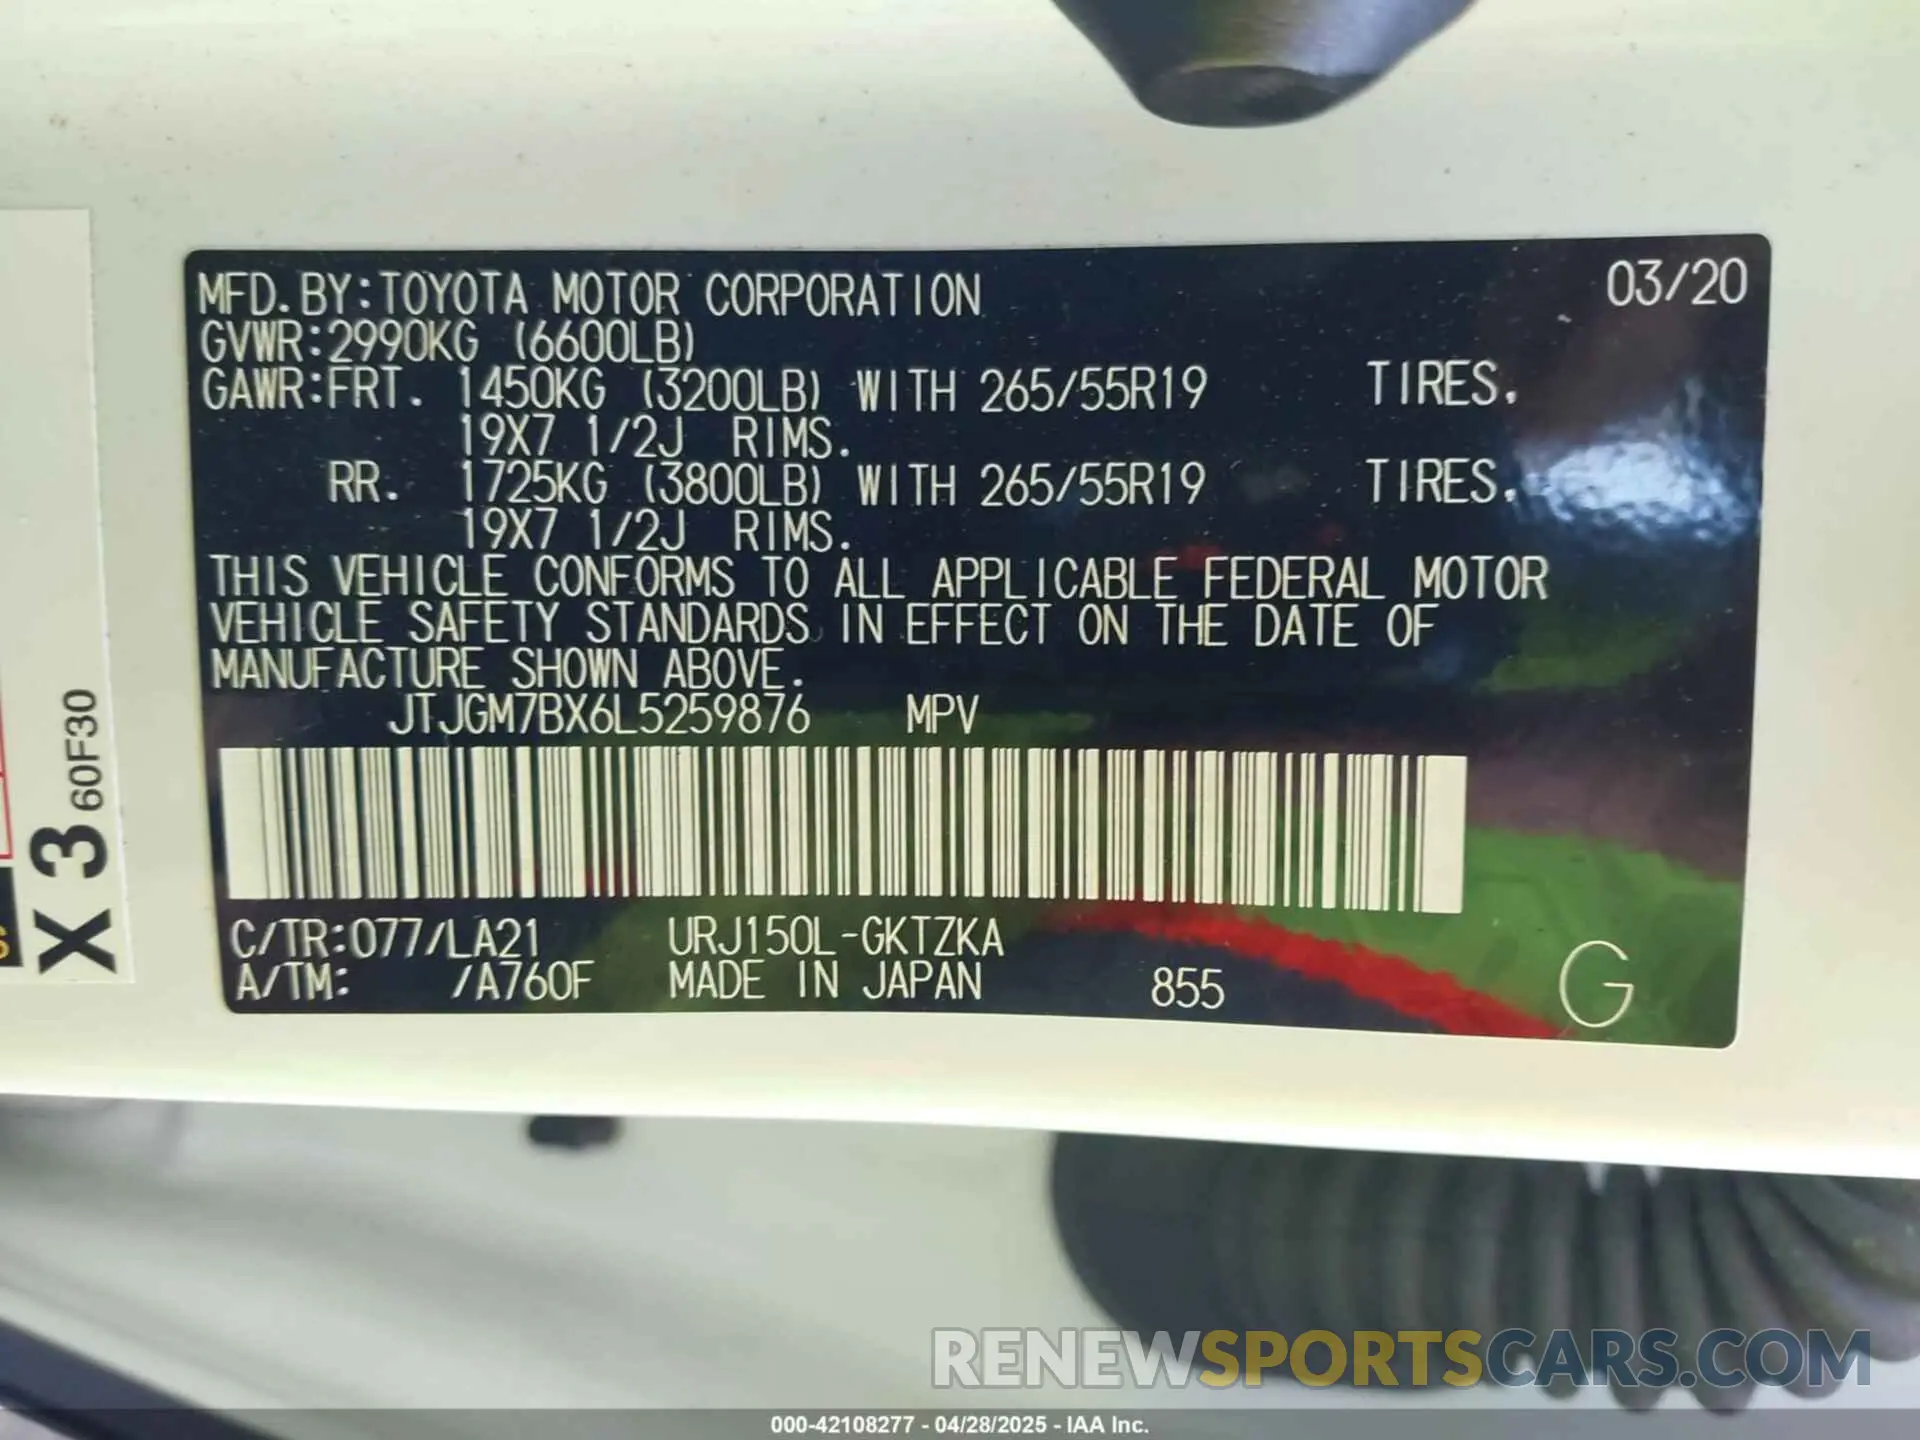 MFD. BY:TOYOTA MOTOR CORPORATION 03/20
GVWR:2990KG (6600LB)
GAWR:FRT. 1450KG (3200LB) WITH 265/55R19 TIRES.
19X7 1/2J RIMS.
RR. 1725KG (3800LB) WITH 265/55R19 TIRES.
19X7 1/2J RIMS.
THIS VEHICLE CONFORMS TO ALL APPLICABLE FEDERAL MOTOR
VEHICLE SAFETY STANDARDS IN EFFECT ON THE DATE OF
MANUFACTURE SHOWN ABOVE.
JTJGM7BX6L5259876 MPV
C/TR:077/LA21 URJ150L-GKTZKA
A/TM: /A760F MADE IN JAPAN 855 G
X 3 60F30
RENEWSPORTSCARS.COM
000-42108277 - 04/28/2025 - IAA Inc.